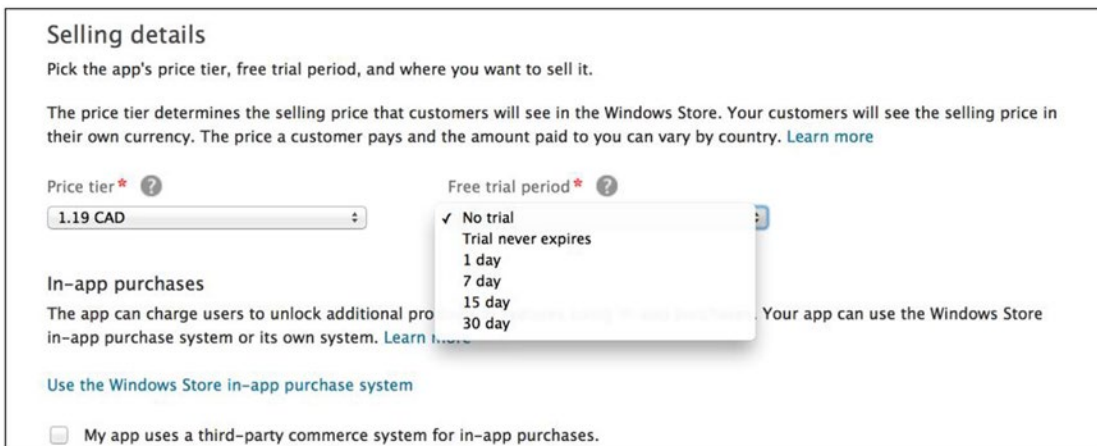 Selling details
Pick the app's price tier, free trial period, and where you want to sell it.
The price tier determines the selling price that customers will see in the Windows Store. Your customers will see the selling price in
their own currency. The price a customer pays and the amount paid to you can vary by country. Learn more
Price tier* ? Free trial period* ?
1.19 CAD ✓ No trial
Trial never expires
1 day
7 day
15 day
30 day
In-app purchases
The app can charge users to unlock additional pro . Your app can use the Windows Store
in-app purchase system or its own system. Learn more
Use the Windows Store in-app purchase system
My app uses a third-party commerce system for in-app purchases.